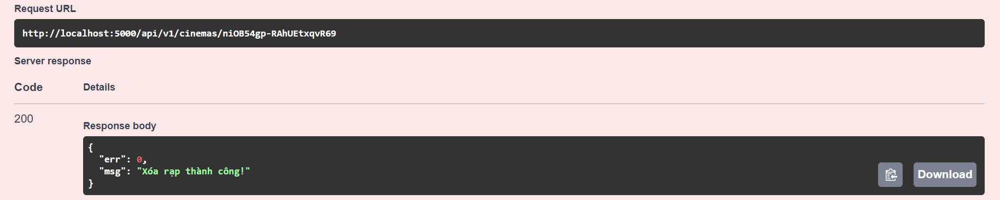 Request URL
http://localhost:5000/api/v1/cinemas/niOB54gp-RAhUEtxqvR69
Server response
Code Details
200
Response body
{
"err": 0,
"msg": "Xóa rạp thành công!"
}
Download